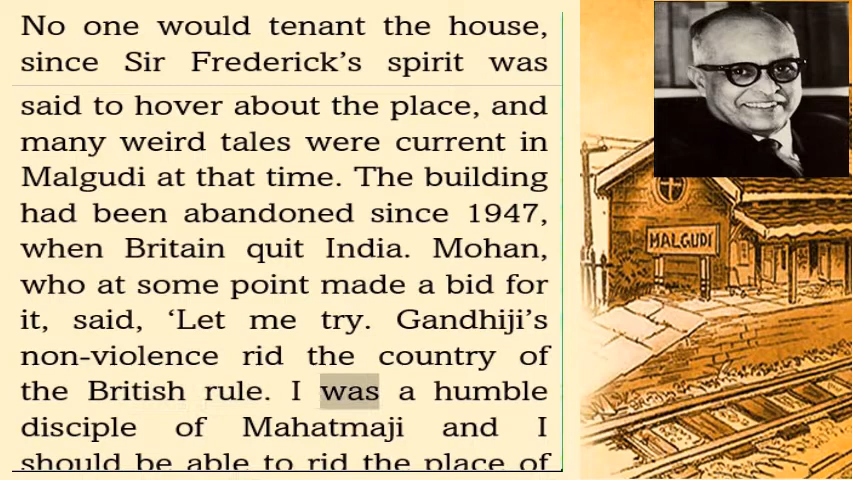 No one would tenant the house,
since Sir Frederick’s spirit was
said to hover about the place, and
many weird tales were current in
Malgudi at that time. The building
had been abandoned since 1947,
when Britain quit India. Mohan,
who at some point made a bid for
it, said, ‘Let me try. Gandhiji’s
non-violence rid the country of
the British rule. I was a humble
disciple of Mahatmaji and I
should be able to rid the place of
MALGUDI